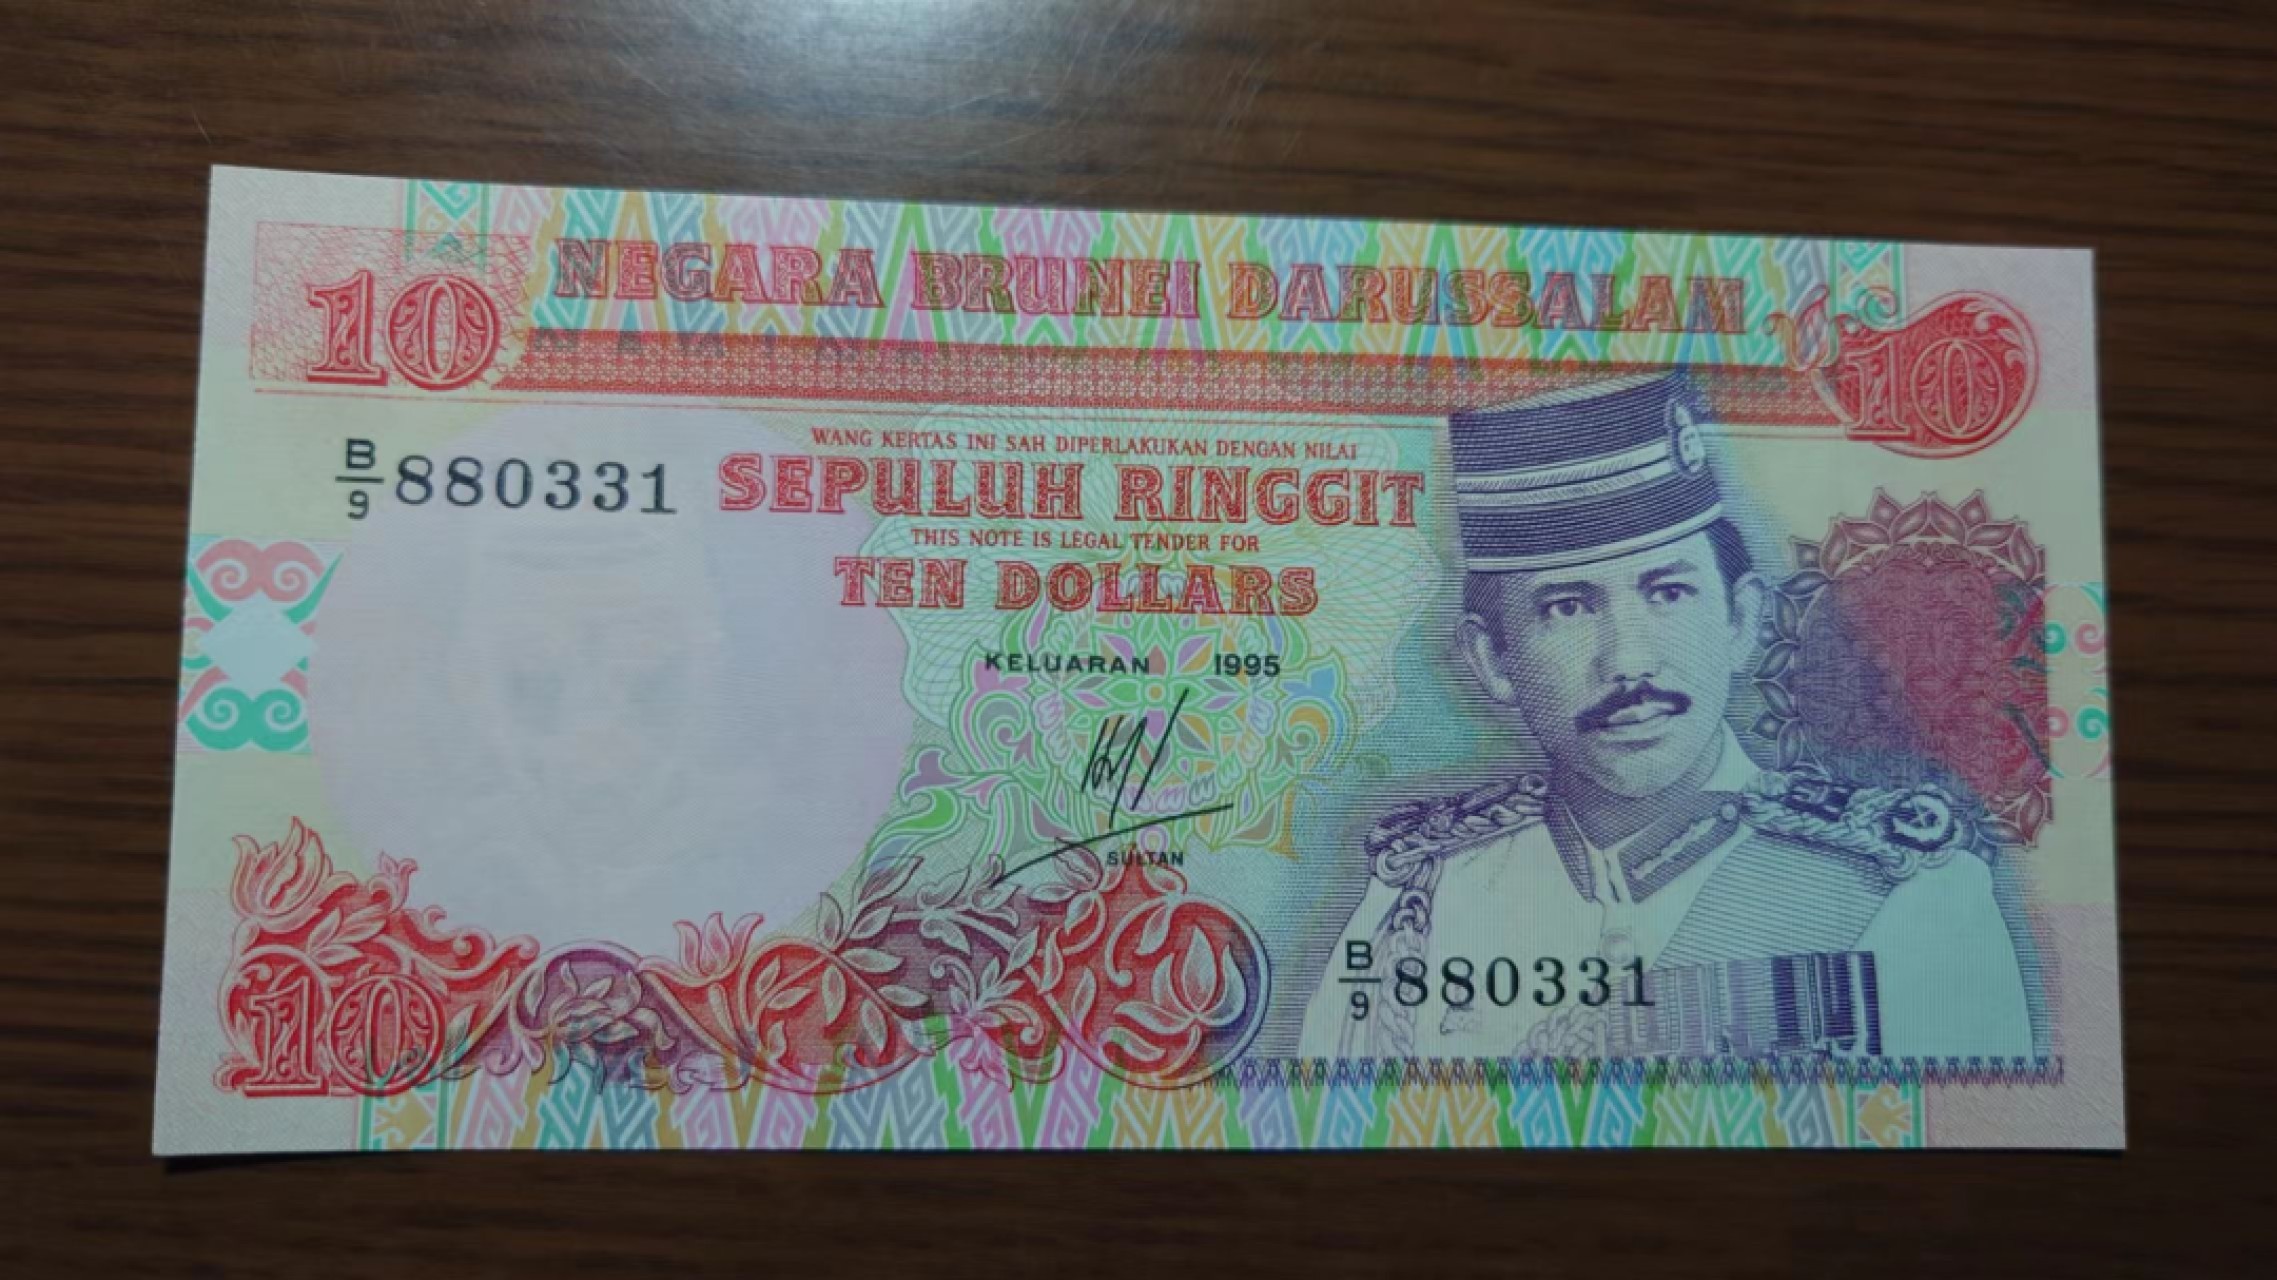 10 NEGARA BRUNEI DARUSSALAM 10
WANG KERTAS INI SAH DIPERLAKUKAN DENGAN NILAI
B/9 880331 SEPULUH RINGGIT
THIS NOTE IS LEGAL TENDER FOR
TEN DOLLARS
KELUARAN 1995
SULTAN
B/9 880331
10